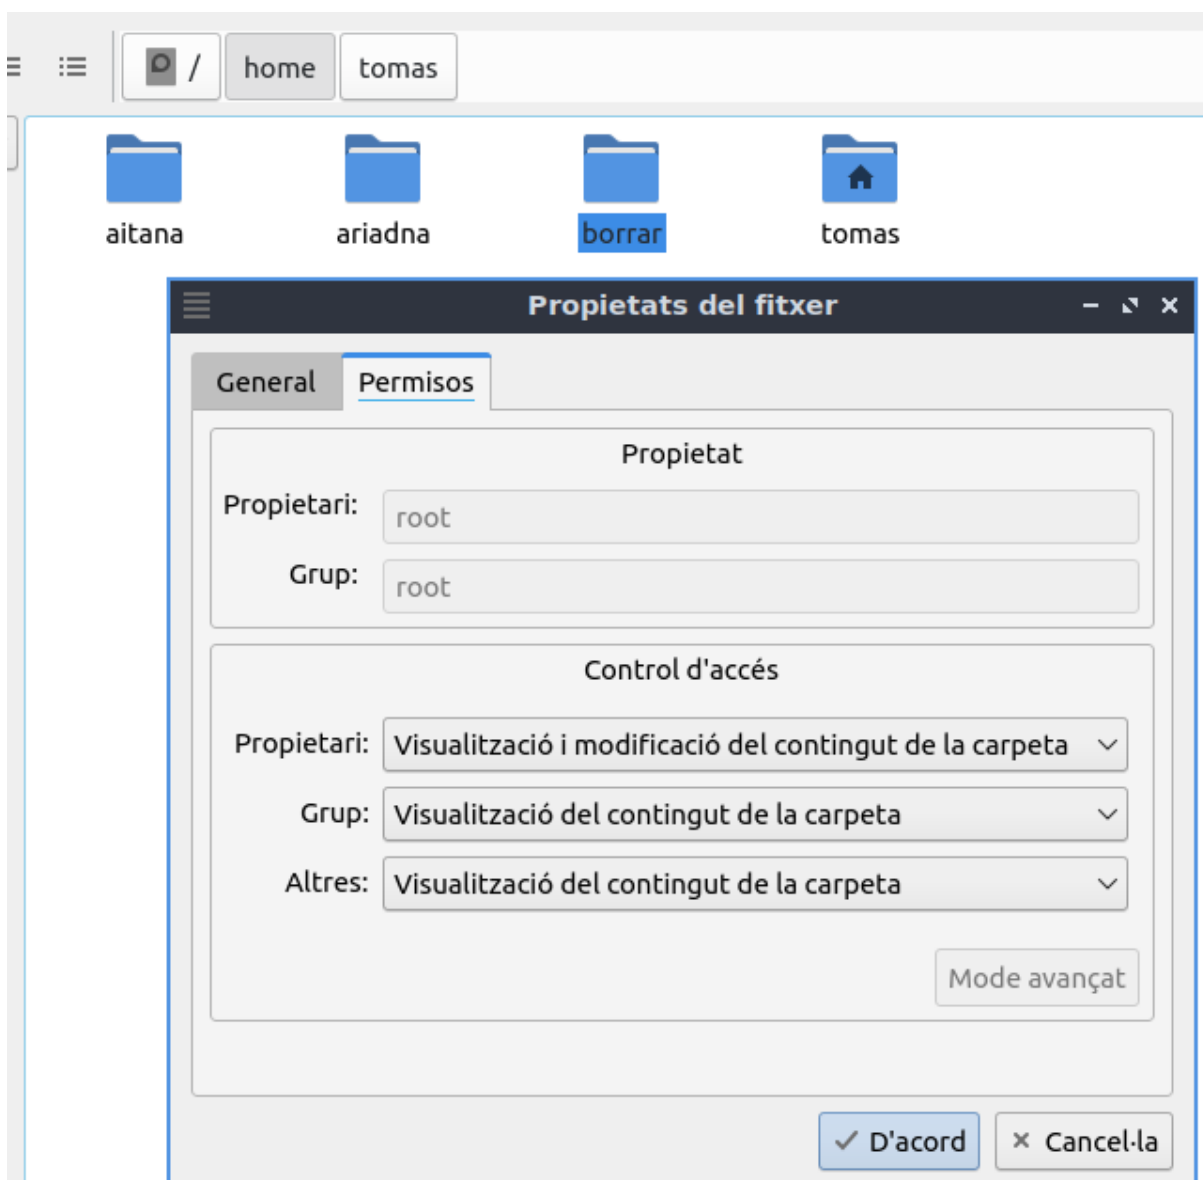 / home tomas
aitana ariadna borrar tomas
Propietats del fitxer
General Permisos
Propietat
Propietari: root
Grup: root
Control d'accés
Propietari: Visualització i modificació del contingut de la carpeta
Grup: Visualització del contingut de la carpeta
Altres: Visualització del contingut de la carpeta
Mode avançat
D'acord Cancel·la